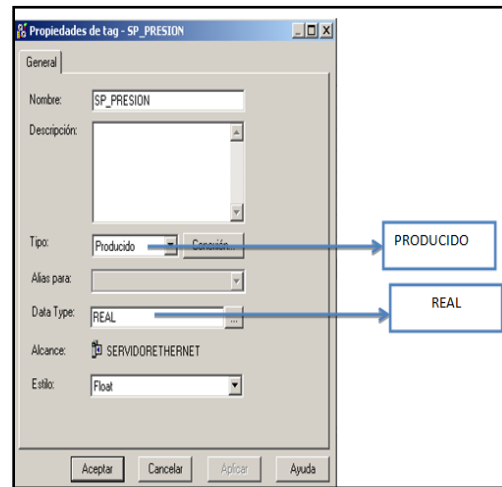 Propiedades de tag - SP_PRESION
General
Nombre: SP_PRESION
Descripción:
Tipo: Producido Conexión...
PRODUCIDO
Alias para:
Data Type: REAL ...
REAL
Alcance: SERVIDORETHERNET
Estilo: Float
Aceptar Cancelar Aplicar Ayuda